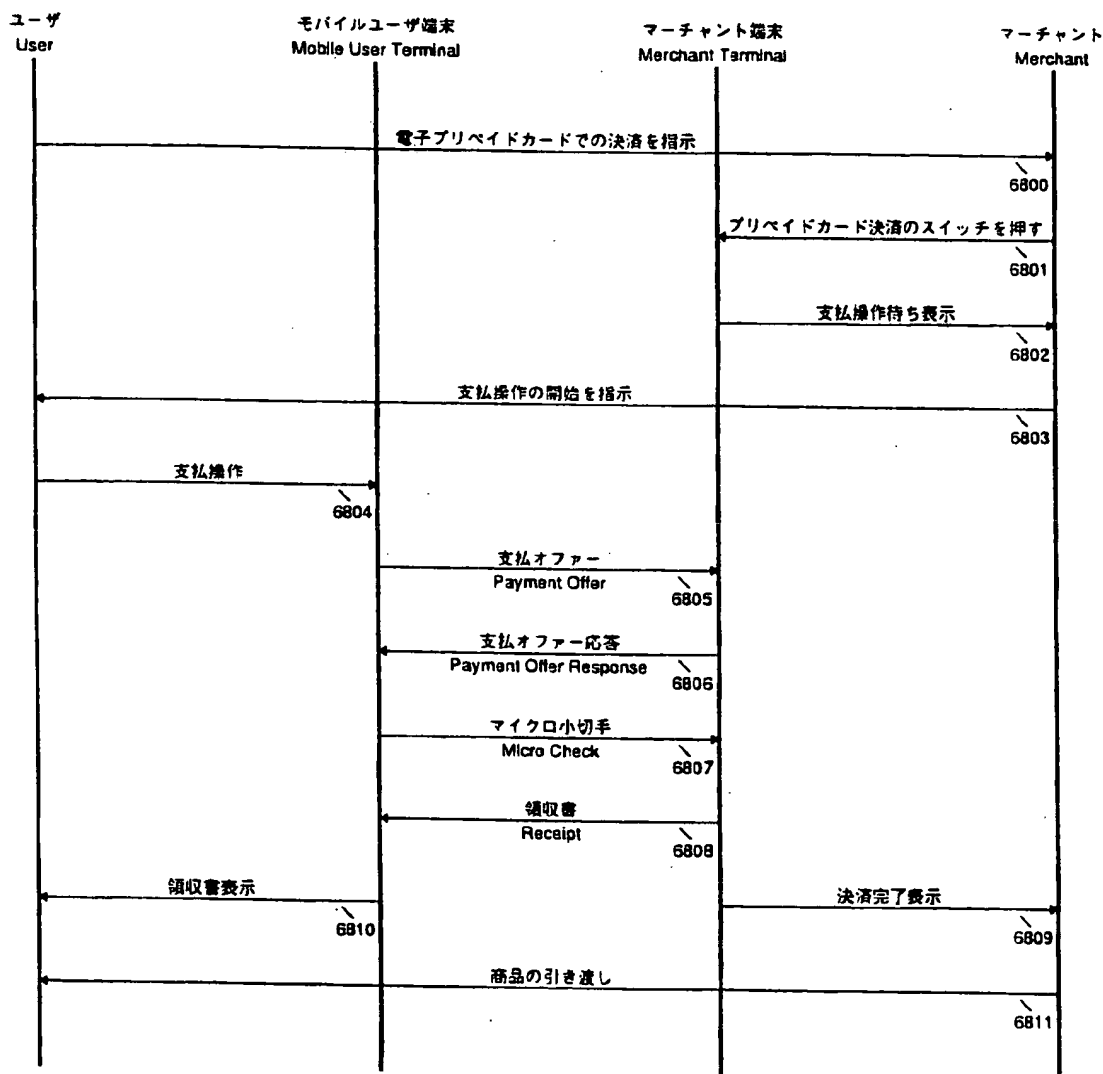 ユーザ
User
モバイルユーザ端末
Mobile User Terminal
マーチャント端末
Merchant Terminal
マーチャント
Merchant
電子プリペイドカードでの決済を指示
6800
プリペイドカード決済のスイッチを押す
6801
支払操作待ち表示
6802
支払操作の開始を指示
6803
支払操作
6804
支払オファー
Payment Offer
6805
支払オファー応答
Payment Offer Response
6806
マイクロ小切手
Micro Check
6807
領収書
Receipt
6808
領収書表示
6810
決済完了表示
6809
商品の引き渡し
6811